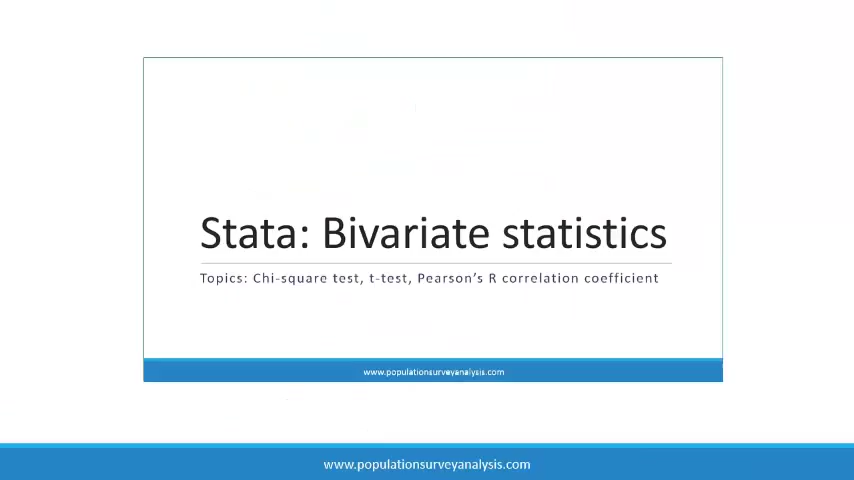 Stata: Bivariate statistics
Topics: Chi-square test, t-test, Pearson’s R correlation coefficient
www.populationsurveyanalysis.com
www.populationsurveyanalysis.com